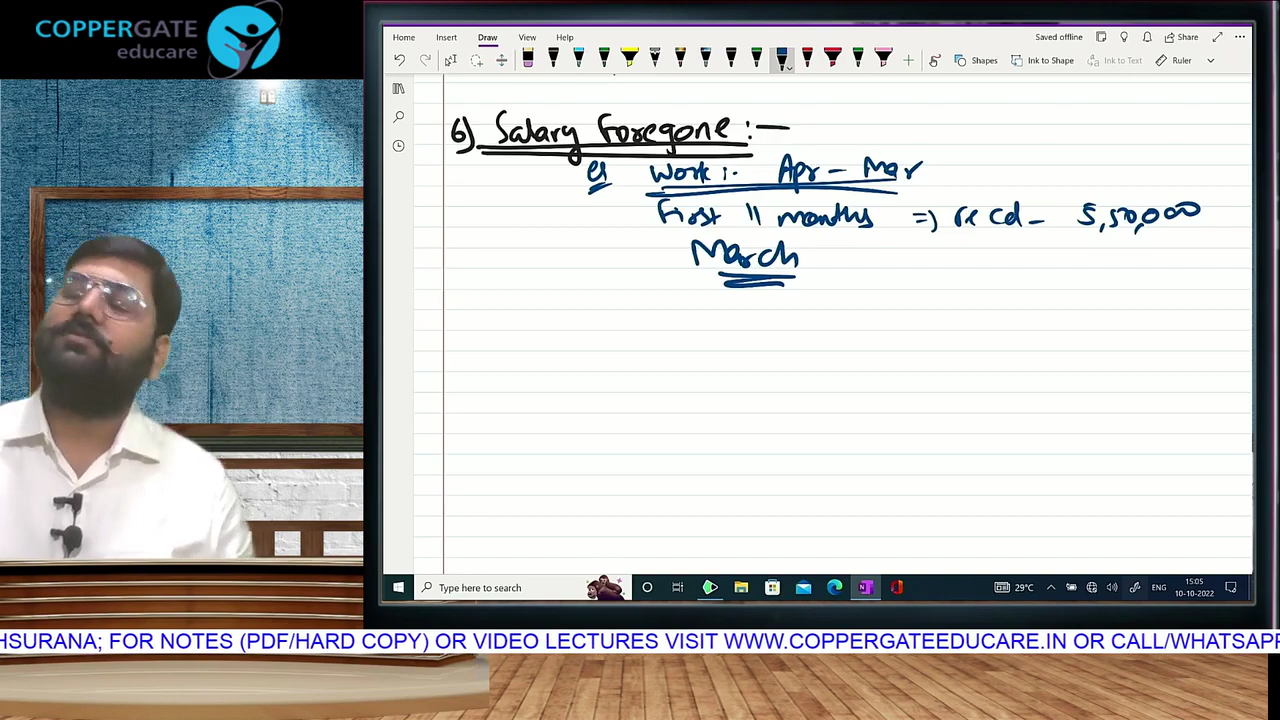 COPPERGATE
educare
Home Insert Draw View Help
Saved offline Share
Shapes Ink to Shape Ink to Text Ruler
6) Salary Foregone :-
eg Work :- Apr - Mar
First 11 months => recd - 5,50,000
March
Type here to search
29°C ENG 15:05
10-10-2022
HSURANA; FOR NOTES (PDF/HARD COPY) OR VIDEO LECTURES VISIT WWW.COPPERGATEEDUCARE.IN OR CALL/WHATSAPP